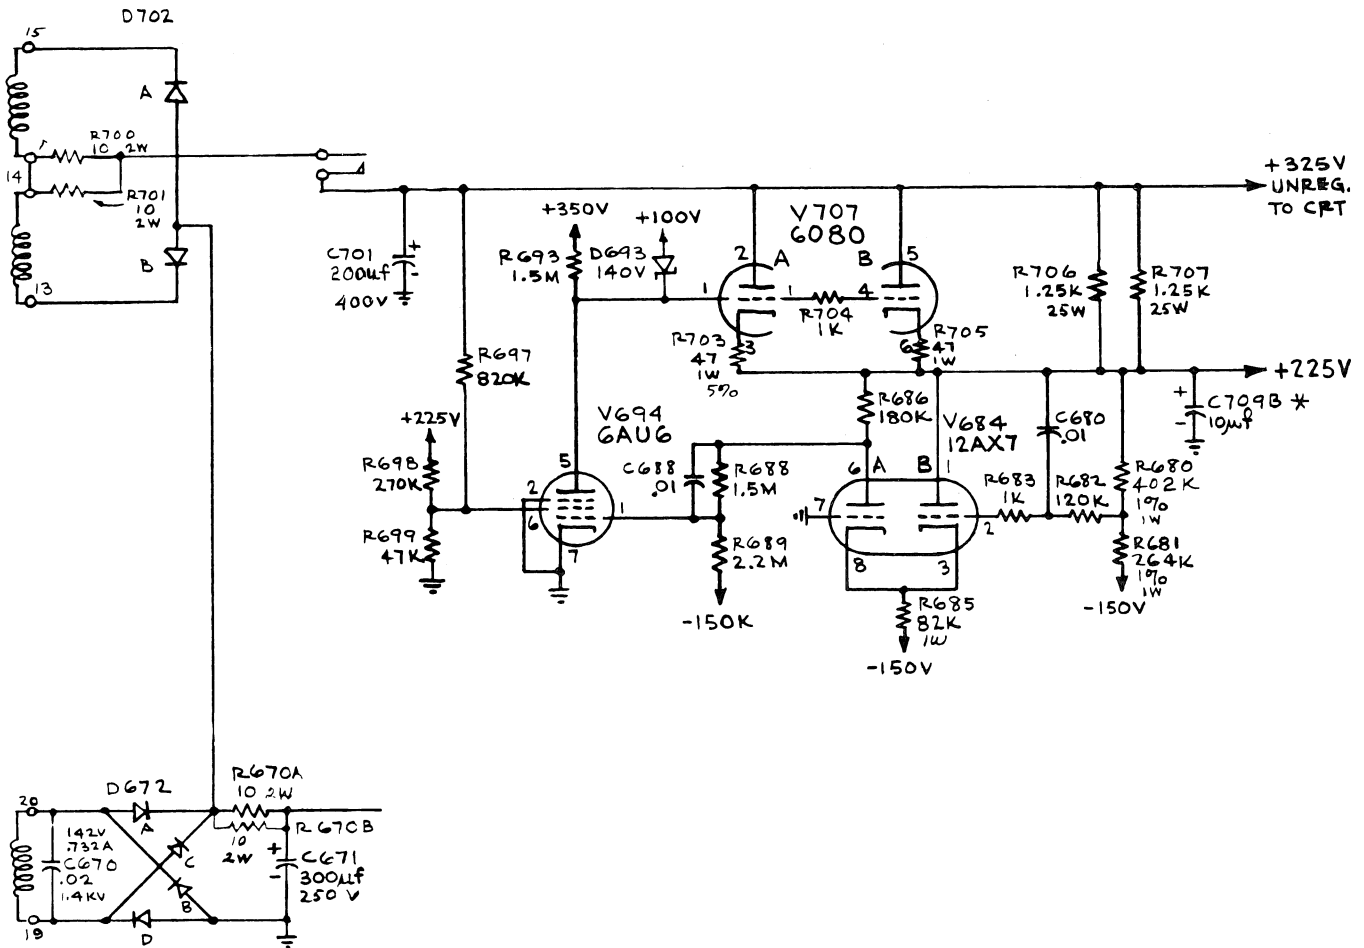 D702
15
A
R700
10 2W
14
R701
10
2W
B
13
+325V
UNREG.
TO CRT
C701
200µf
400V
+
-
+350V
R693
1.5M
+100V
D693
140V
V707
6080
2 A
B 5
1
1
4
R704
1K
R703
47
1W
5%
3
6
R705
47
1W
R706
1.25K
25W
R707
1.25K
25W
+225V
R697
820K
+225V
R698
270K
R699
47K
V694
6AU6
5
2
6
1
7
C688
.01
R688
1.5M
R689
2.2M
-150K
R686
180K
V684
12AX7
6 A
B 1
7
2
8
3
R685
82K
1W
-150V
C680
.01
R683
1K
R682
120K
R680
402K
1%
1W
R681
264K
1%
1W
-150V
+
-
C709B *
10µf
D672
20
A
C
B
D
19
142V
.732A
C670
.02
1.4KV
R670A
10 2W
R670B
10
2W
+
-
C671
300µf
250V